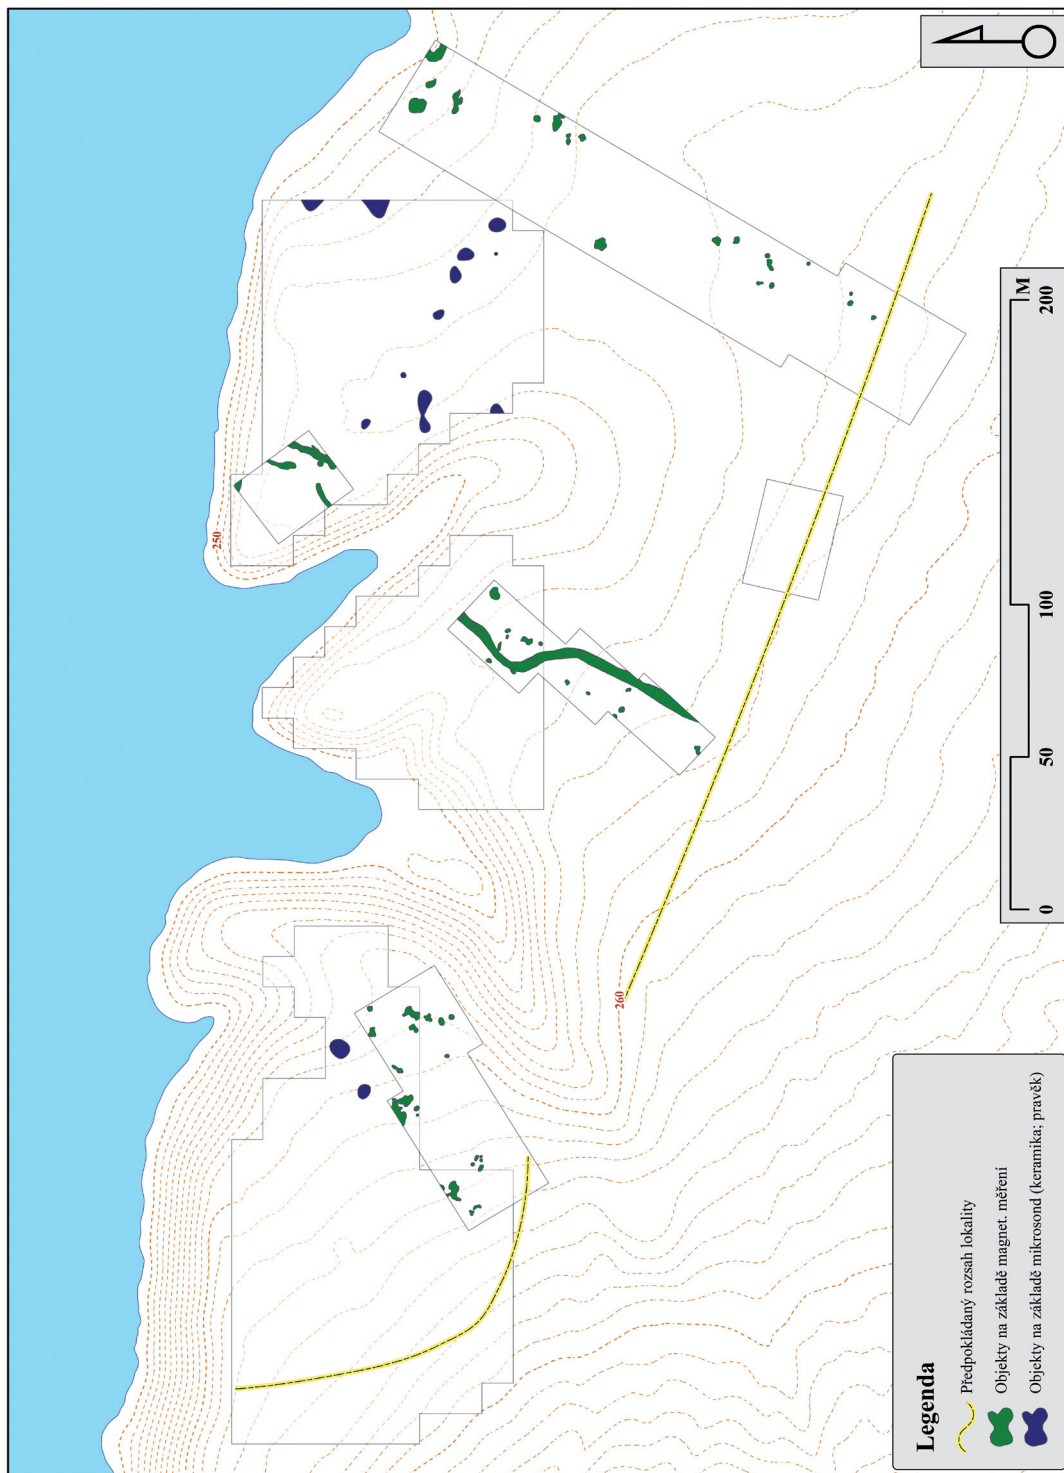 250
260
M
0
50
100
200
Legenda
Předpokládaný rozsah lokality
Objekty na základě magnet. měření
Objekty na základě mikrosond (keramika; pravěk)